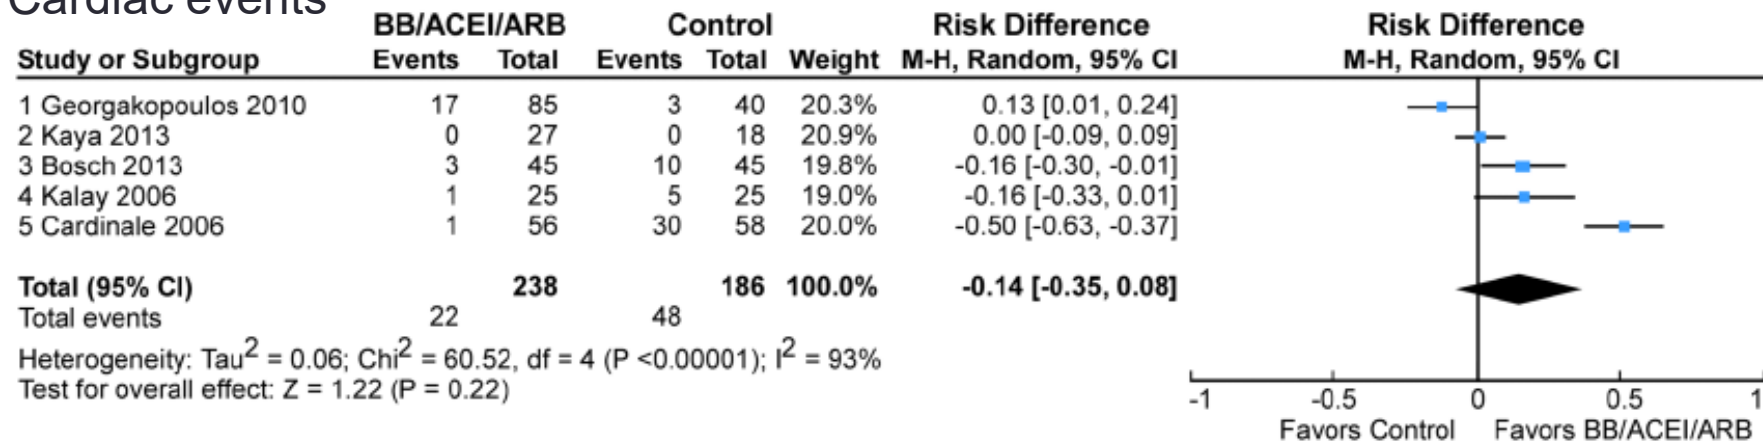 Cardiac events
BB/ACEI/ARB Control Risk Difference Risk Difference
Study or Subgroup Events Total Events Total Weight M-H, Random, 95% CI M-H, Random, 95% CI
1 Georgakopoulos 2010 17 85 3 40 20.3% 0.13 [0.01, 0.24]
2 Kaya 2013 0 27 0 18 20.9% 0.00 [-0.09, 0.09]
3 Bosch 2013 3 45 10 45 19.8% -0.16 [-0.30, -0.01]
4 Kalay 2006 1 25 5 25 19.0% -0.16 [-0.33, 0.01]
5 Cardinale 2006 1 56 30 58 20.0% -0.50 [-0.63, -0.37]
Total (95% CI) 238 186 100.0% -0.14 [-0.35, 0.08]
Total events 22 48
Heterogeneity: Tau² = 0.06; Chi² = 60.52, df = 4 (P <0.00001); I² = 93%
Test for overall effect: Z = 1.22 (P = 0.22)
-1 -0.5 0 0.5 1
Favors Control Favors BB/ACEI/ARB